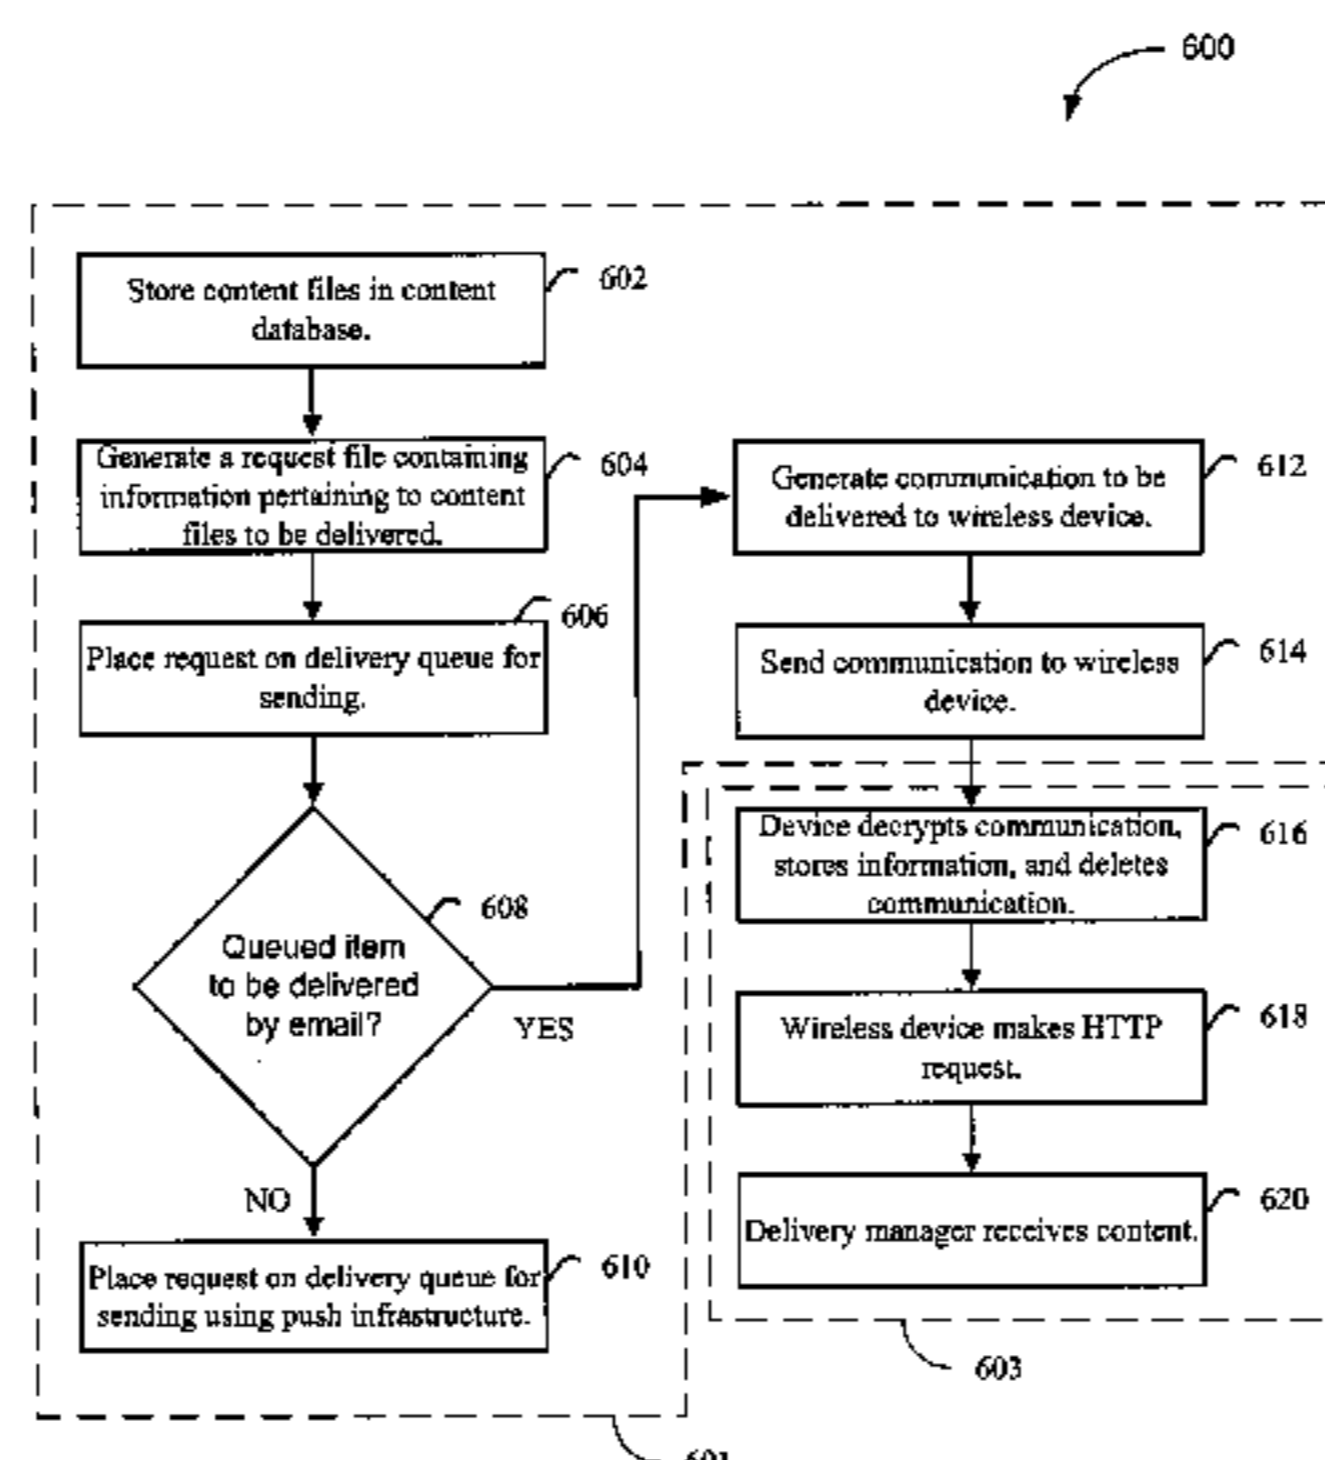 600
Store content files in content
database.
602
Generate a request file containing
information pertaining to content
files to be delivered.
604
Place request on delivery queue for
sending.
606
Queued item
to be delivered
by email?
608
YES
NO
Place request on delivery queue for
sending using push infrastructure.
610
Generate communication to be
delivered to wireless device.
612
Send communication to wireless
device.
614
Device decrypts communication,
stores information, and deletes
communication.
616
Wireless device makes HTTP
request.
618
Delivery manager receives content.
620
603
601